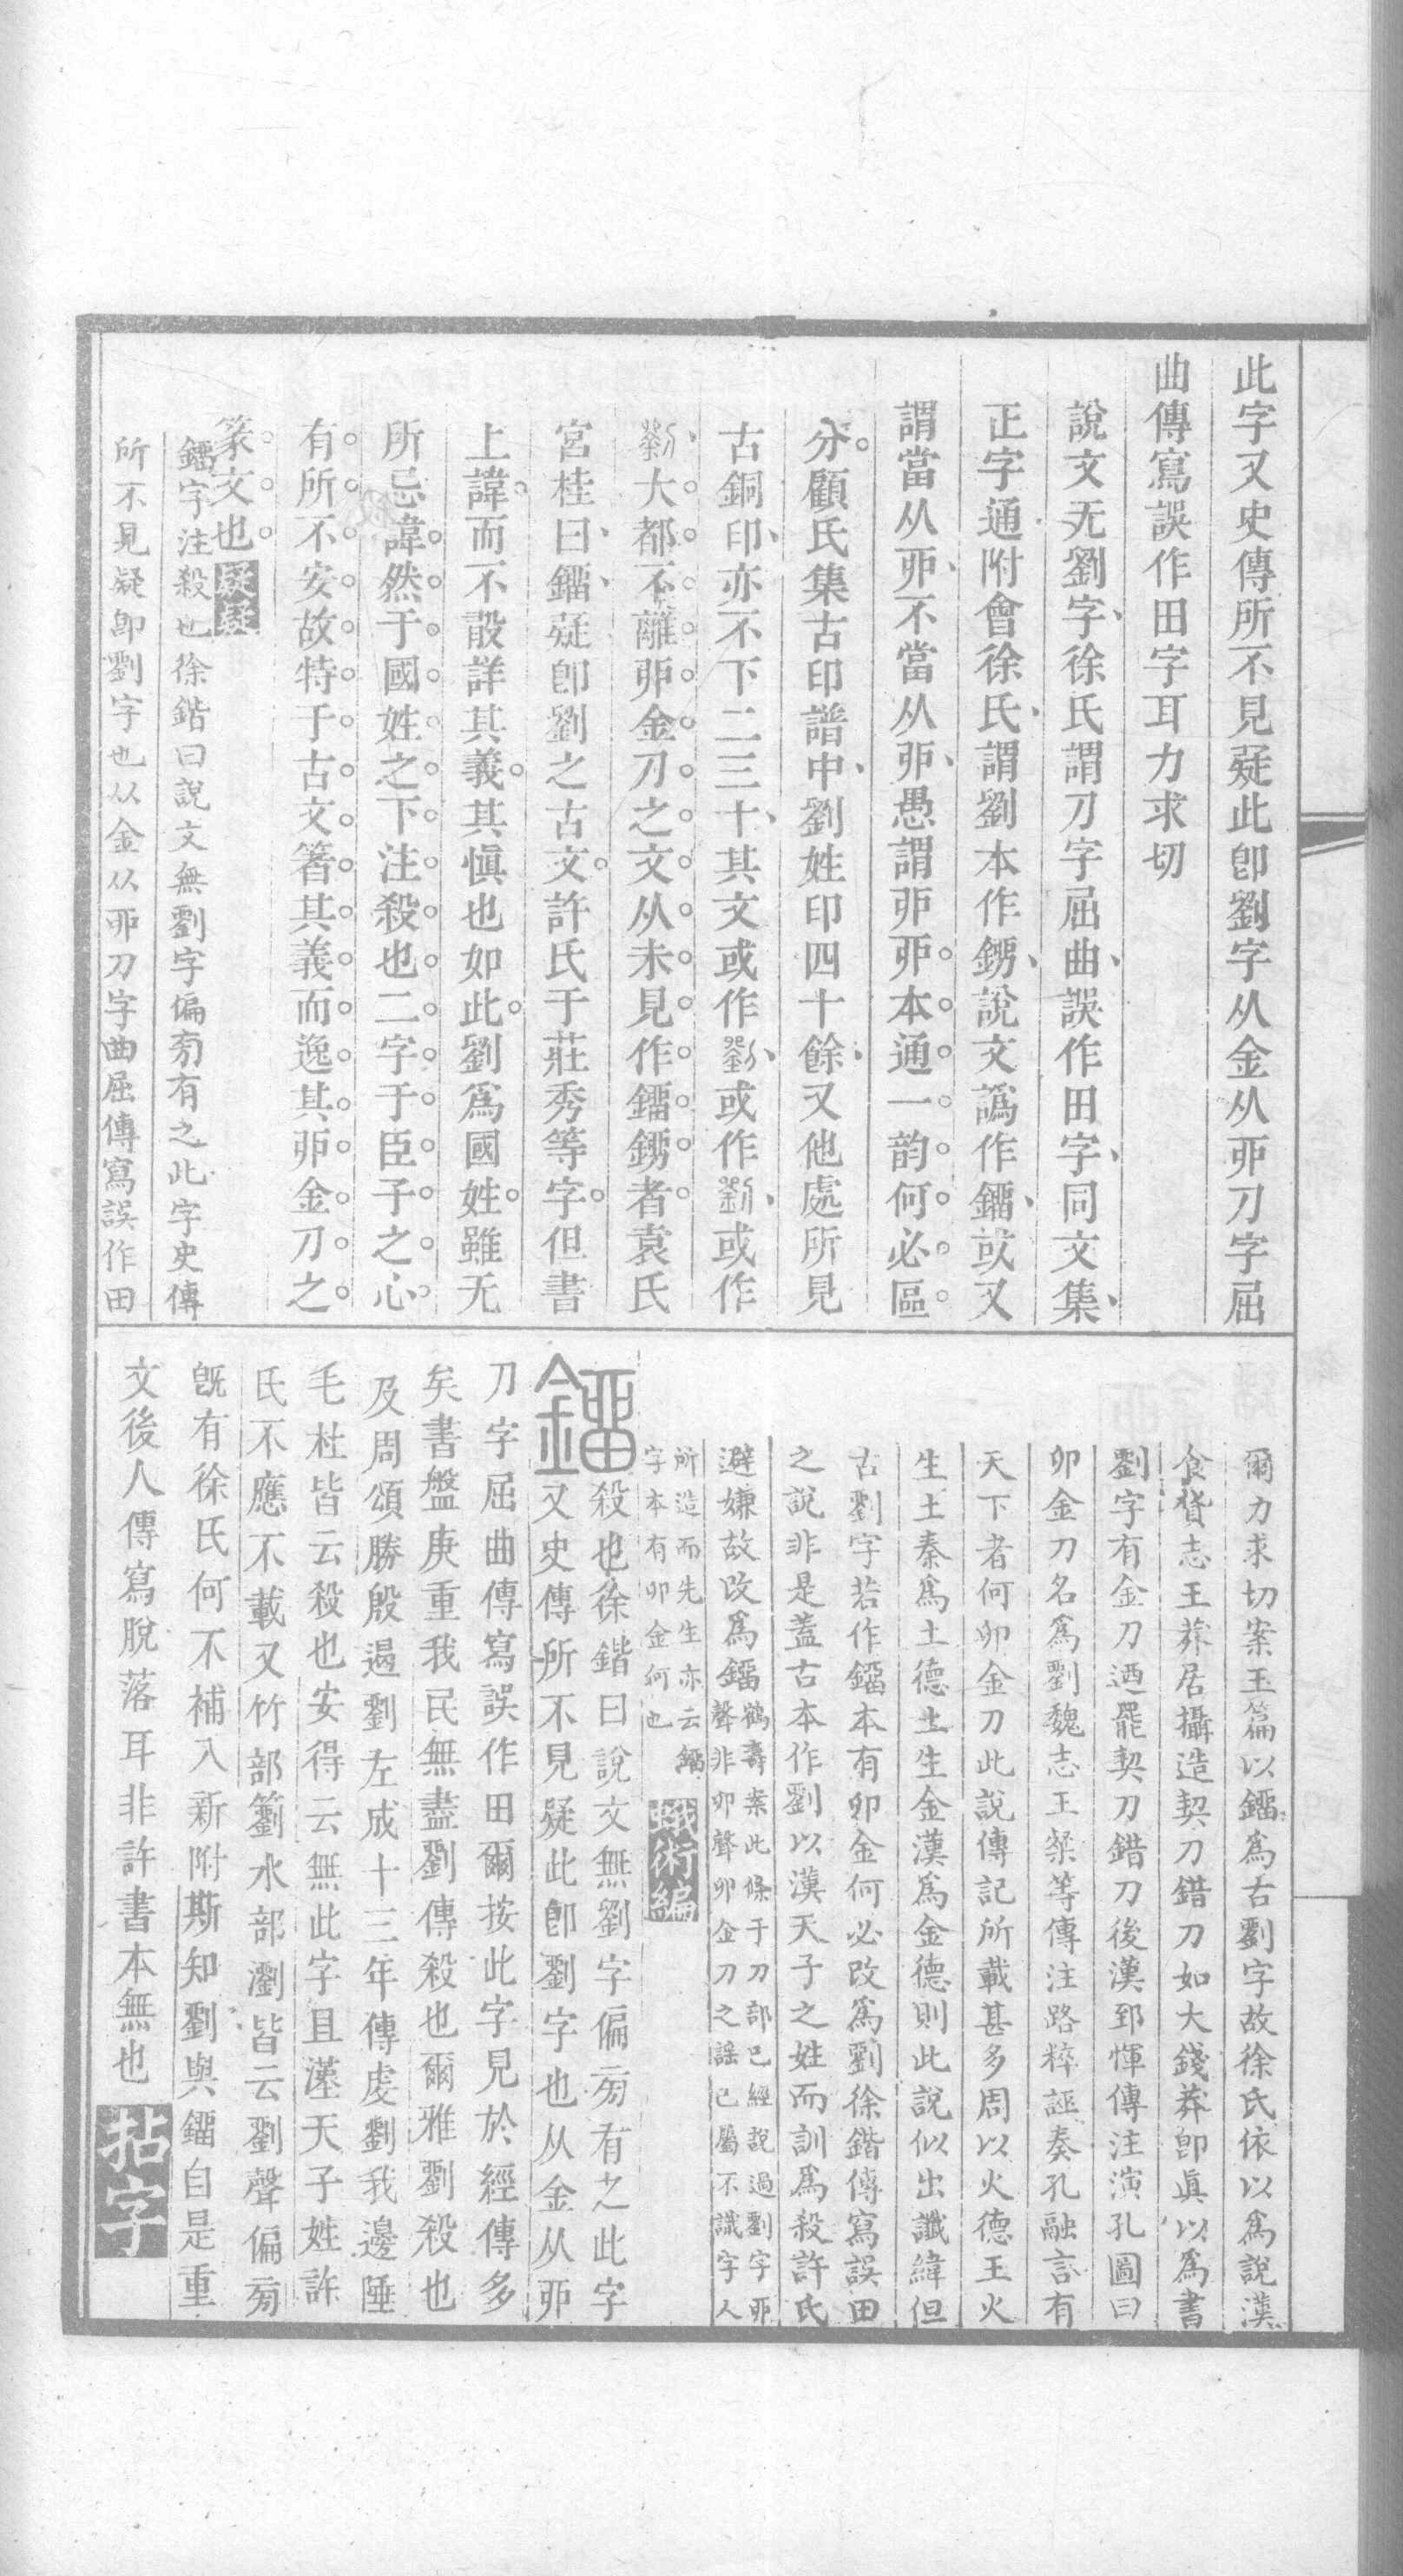 此字又史傳所不見疑此卽劉字从金从丣刀字屈
曲傳寫誤作田字耳力求切
說文无劉字徐氏謂刀字屈曲誤作田字同文集
正字通附會徐氏謂劉本作鎦說文譌作鐂或又
謂當从丣不當从戼愚謂戼丣本通一韵何必區
分顧氏集古印譜中劉姓印四十餘又他處所見
古銅印亦不下二三十其文或作劉或作劉或作
劉大都不離戼金刀之文从未見作鐂鎦者袁氏
宮桂曰鐂疑卽劉之古文許氏于莊秀等字但書
上諱而不敢詳其義其愼也如此劉爲國姓雖无
所忌諱然于國姓之下注殺也二字于臣子之心
有所不安故特于古文箸其義而逸其戼金刀之
篆文也 疑疑
鐂字注殺也徐鍇曰說文無劉字偏旁有之此字史傳
所不見疑卽劉字也从金从丣刀字曲屈傳寫誤作田
爾力求切案玉篇以鐂爲古劉字故徐氏依以爲說漢
食貨志王莽居攝造契刀錯刀如大錢莽卽眞以爲書
劉字有金刀迺罷契刀錯刀後漢郅惲傳注演孔圖曰
卯金刀名爲劉魏志王粲等傳注路粹誣奏孔融言有
天下者何卯金刀此說傳記所載甚多周以火德王火
生土秦爲土德土生金漢爲金德則此說似出讖緯但
古劉字若作鐂本有卯金何必改爲劉徐鍇傳寫誤田
之說非是蓋古本作劉以漢天子之姓而訓爲殺許氏
避嫌故改爲鐂 鶴壽案此條于刀部已經說過劉字丣
聲非卯聲卯金刀之謡已屬不識字人
所造而先生亦云鐂
字本有卯金何也 蛾術編
鐂 殺也徐鍇曰說文無劉字偏旁有之此字
又史傳所不見疑此卽劉字也从金从丣
刀字屈曲傳寫誤作田爾按此字見於經傳多
矣書盤庚重我民無盡劉傳殺也爾雅劉殺也
及周頌勝殷遏劉左成十三年傳虔劉我邊陲
毛杜皆云殺也安得云無此字且漢天子姓許
氏不應不載又竹部籀水部瀏皆云劉聲偏旁
旣有徐氏何不補入新附斯知劉與鐂自是重
文後人傳寫脫落耳非許書本無也 拈字